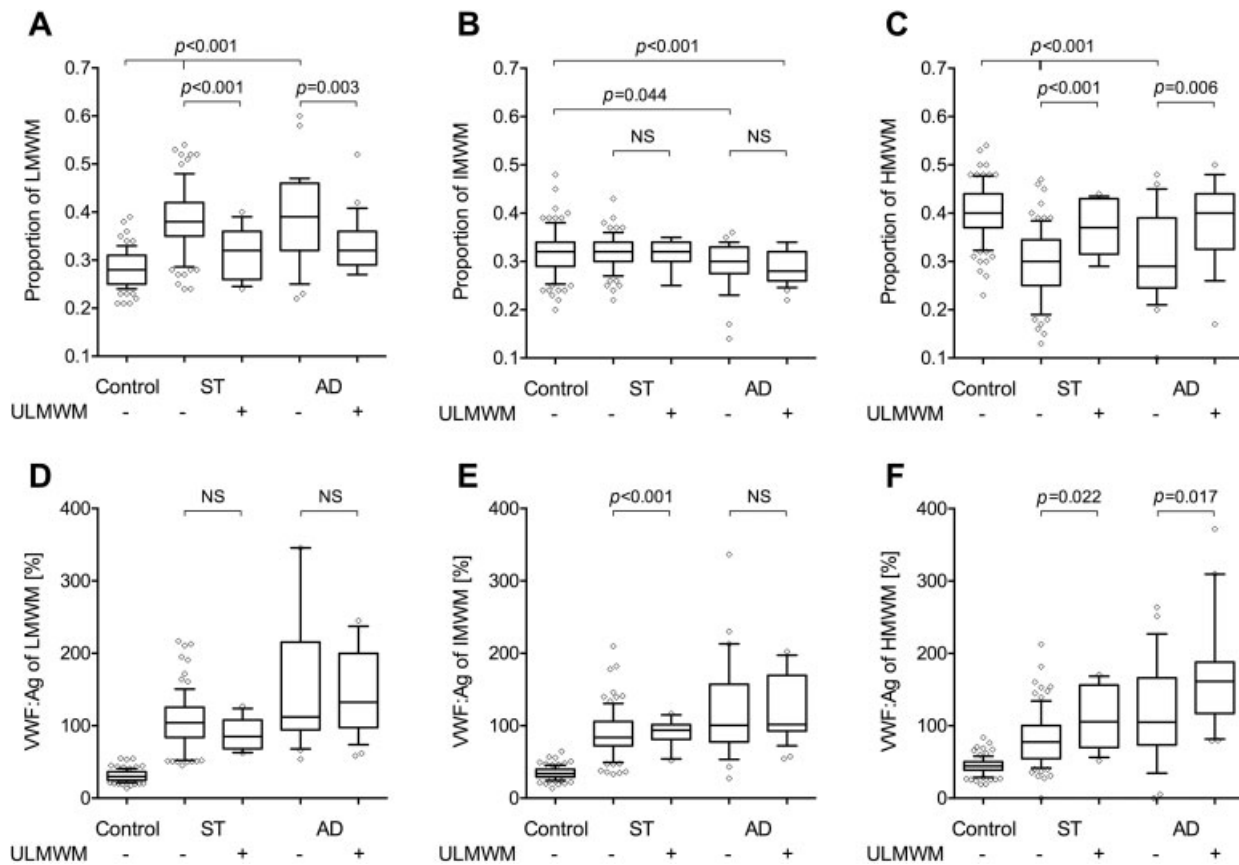 A
B
C
p<0.001
p<0.001
p<0.001
p<0.001
p=0.003
p=0.044
p<0.001
p=0.006
NS
NS
Proportion of LMWM
0.7
0.6
0.5
0.4
0.3
0.2
0.1
Proportion of IMWM
0.7
0.6
0.5
0.4
0.3
0.2
0.1
Proportion of HMWM
0.7
0.6
0.5
0.4
0.3
0.2
0.1
Control ST AD
ULMWM - - + - +
Control ST AD
ULMWM - - + - +
Control ST AD
ULMWM - - + - +
D
E
F
NS
NS
p<0.001
NS
p=0.022
p=0.017
VWF:Ag of LMWM [%]
400
300
200
100
0
VWF:Ag of IMWM [%]
400
300
200
100
0
VWF:Ag of HMWM [%]
400
300
200
100
0
Control ST AD
ULMWM - - + - +
Control ST AD
ULMWM - - + - +
Control ST AD
ULMWM - - + - +